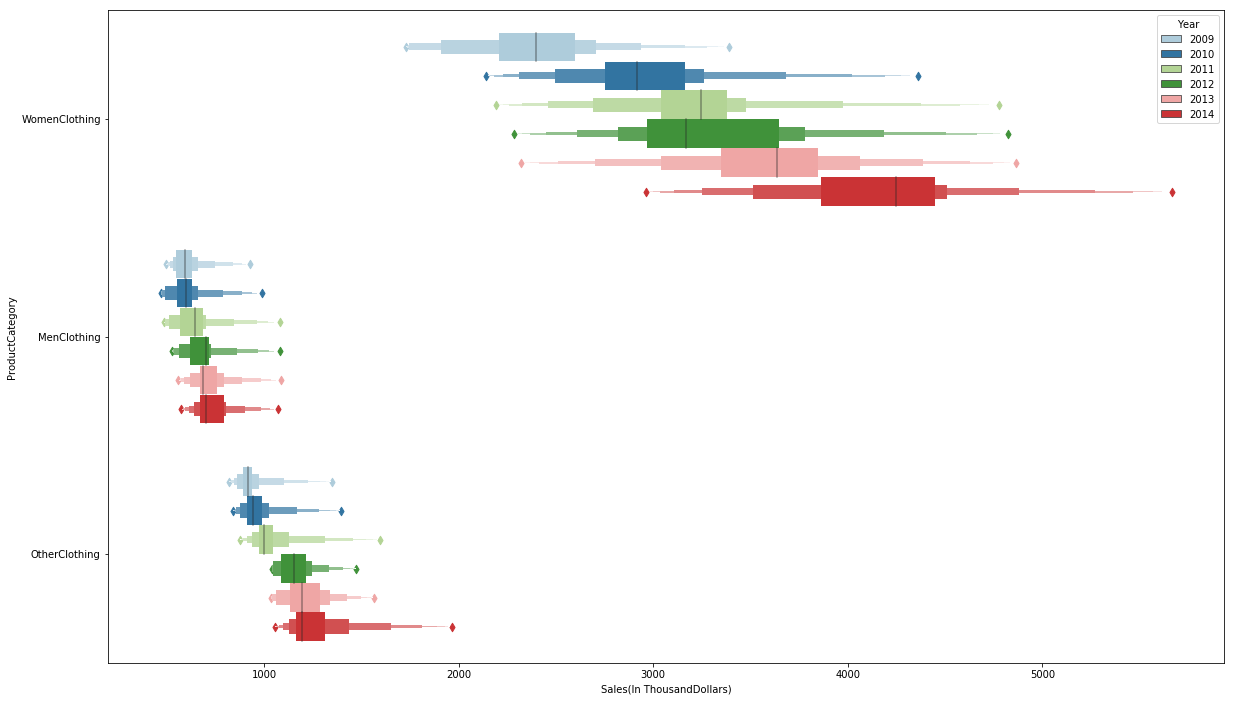 Year
2009
2010
2011
2012
2013
2014
WomenClothing
MenClothing
OtherClothing
ProductCategory
1000 2000 3000 4000 5000
Sales(In ThousandDollars)